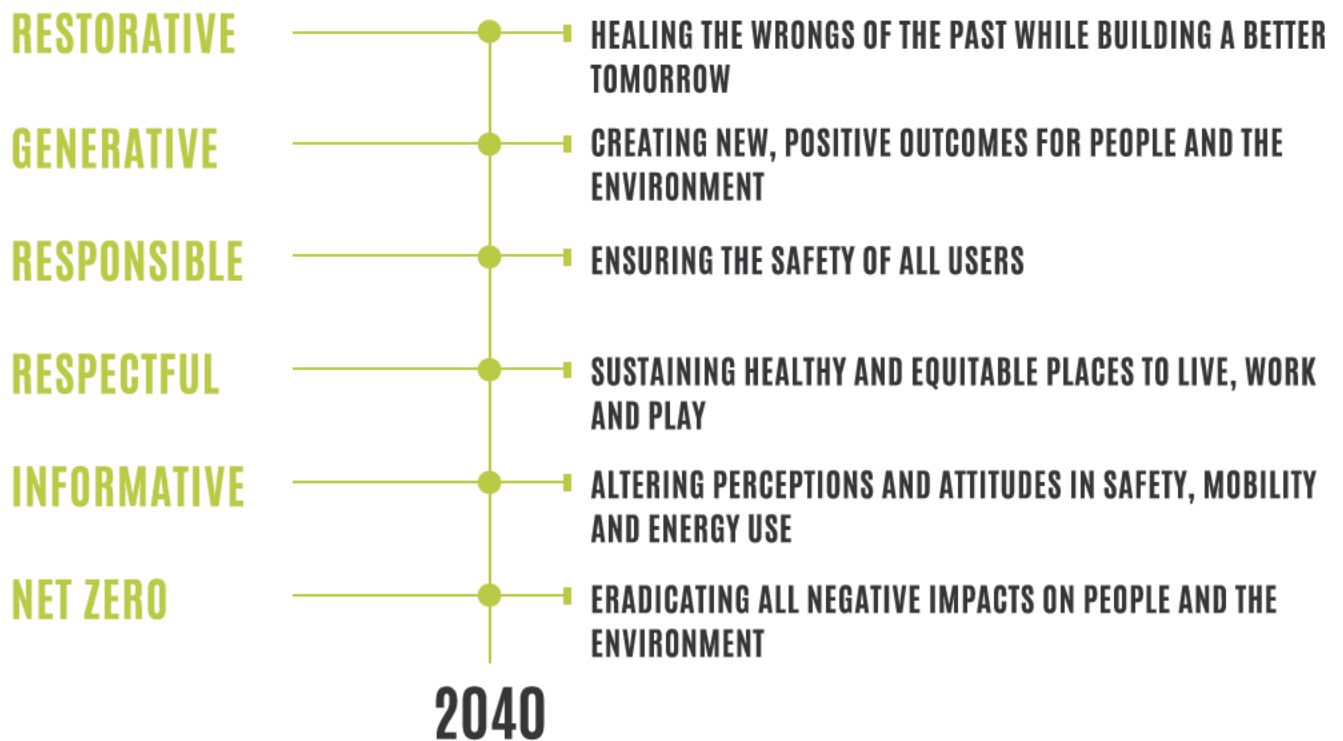 RESTORATIVE
HEALING THE WRONGS OF THE PAST WHILE BUILDING A BETTER
TOMORROW
GENERATIVE
CREATING NEW, POSITIVE OUTCOMES FOR PEOPLE AND THE
ENVIRONMENT
RESPONSIBLE
ENSURING THE SAFETY OF ALL USERS
RESPECTFUL
SUSTAINING HEALTHY AND EQUITABLE PLACES TO LIVE, WORK
AND PLAY
INFORMATIVE
ALTERING PERCEPTIONS AND ATTITUDES IN SAFETY, MOBILITY
AND ENERGY USE
NET ZERO
ERADICATING ALL NEGATIVE IMPACTS ON PEOPLE AND THE
ENVIRONMENT
2040